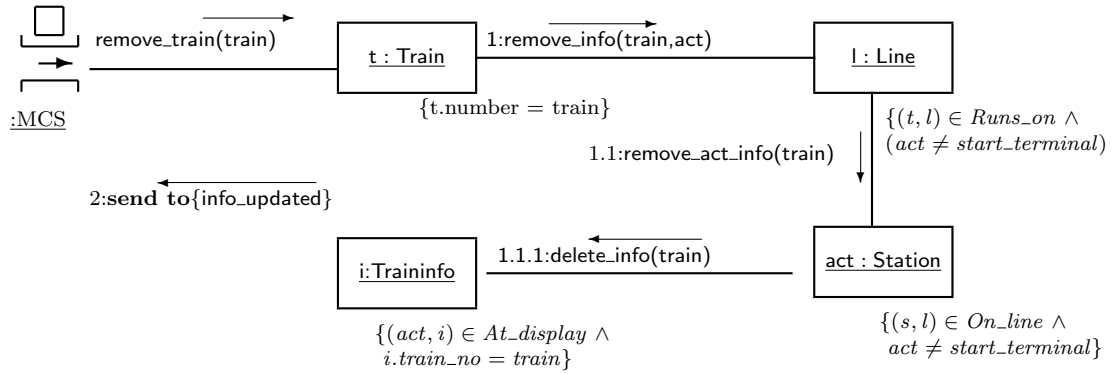 remove_train(train)
1:remove_info(train,act)
t : Train
l : Line
{t.number = train}
:MCS
{(t, l) ∈ Runs_on ∧
(act ≠ start_terminal)
1.1:remove_act_info(train)
2:send to{info_updated}
i:Traininfo
1.1.1:delete_info(train)
act : Station
{(act, i) ∈ At_display ∧
i.train_no = train}
{(s, l) ∈ On_line ∧
act ≠ start_terminal}